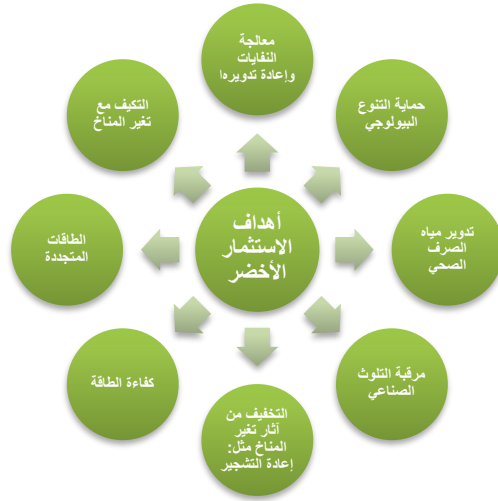 أهداف
الاستثمار
الأخضر
معالجة
النفايات
وإعادة تدويرها
حماية التنوع
البيولوجي
تدوير مياه
الصرف
الصحي
مرقبة التلوث
الصناعي
التخفيف من
آثار تغير
المناخ مثل:
إعادة التشجير
كفاءة الطاقة
الطاقات
المتجددة
التكيف مع
تغير المناخ